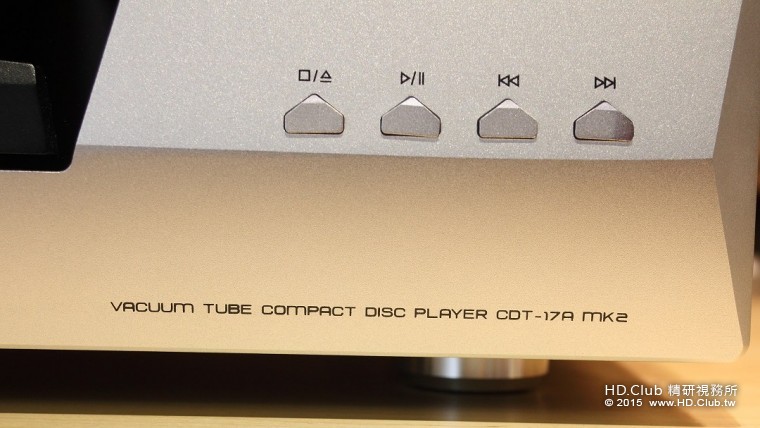 VACUUM TUBE COMPACT DISC PLAYER CDT-17A MK2
HD.Club 精研視務所
© 2015 www.HD.Club.tw